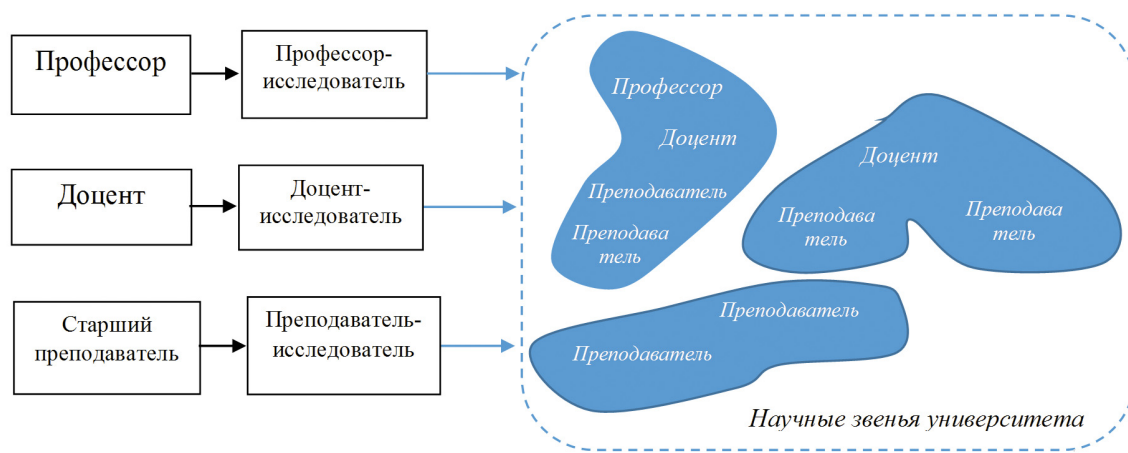 Профессор
Профессор-
исследователь
Доцент
Доцент-
исследователь
Старший
преподаватель
Преподаватель-
исследователь
Профессор
Доцент
Преподаватель
Преподава
тель
Доцент
Преподава
тель
Преподава
тель
Преподаватель
Преподаватель
Научные звенья университета